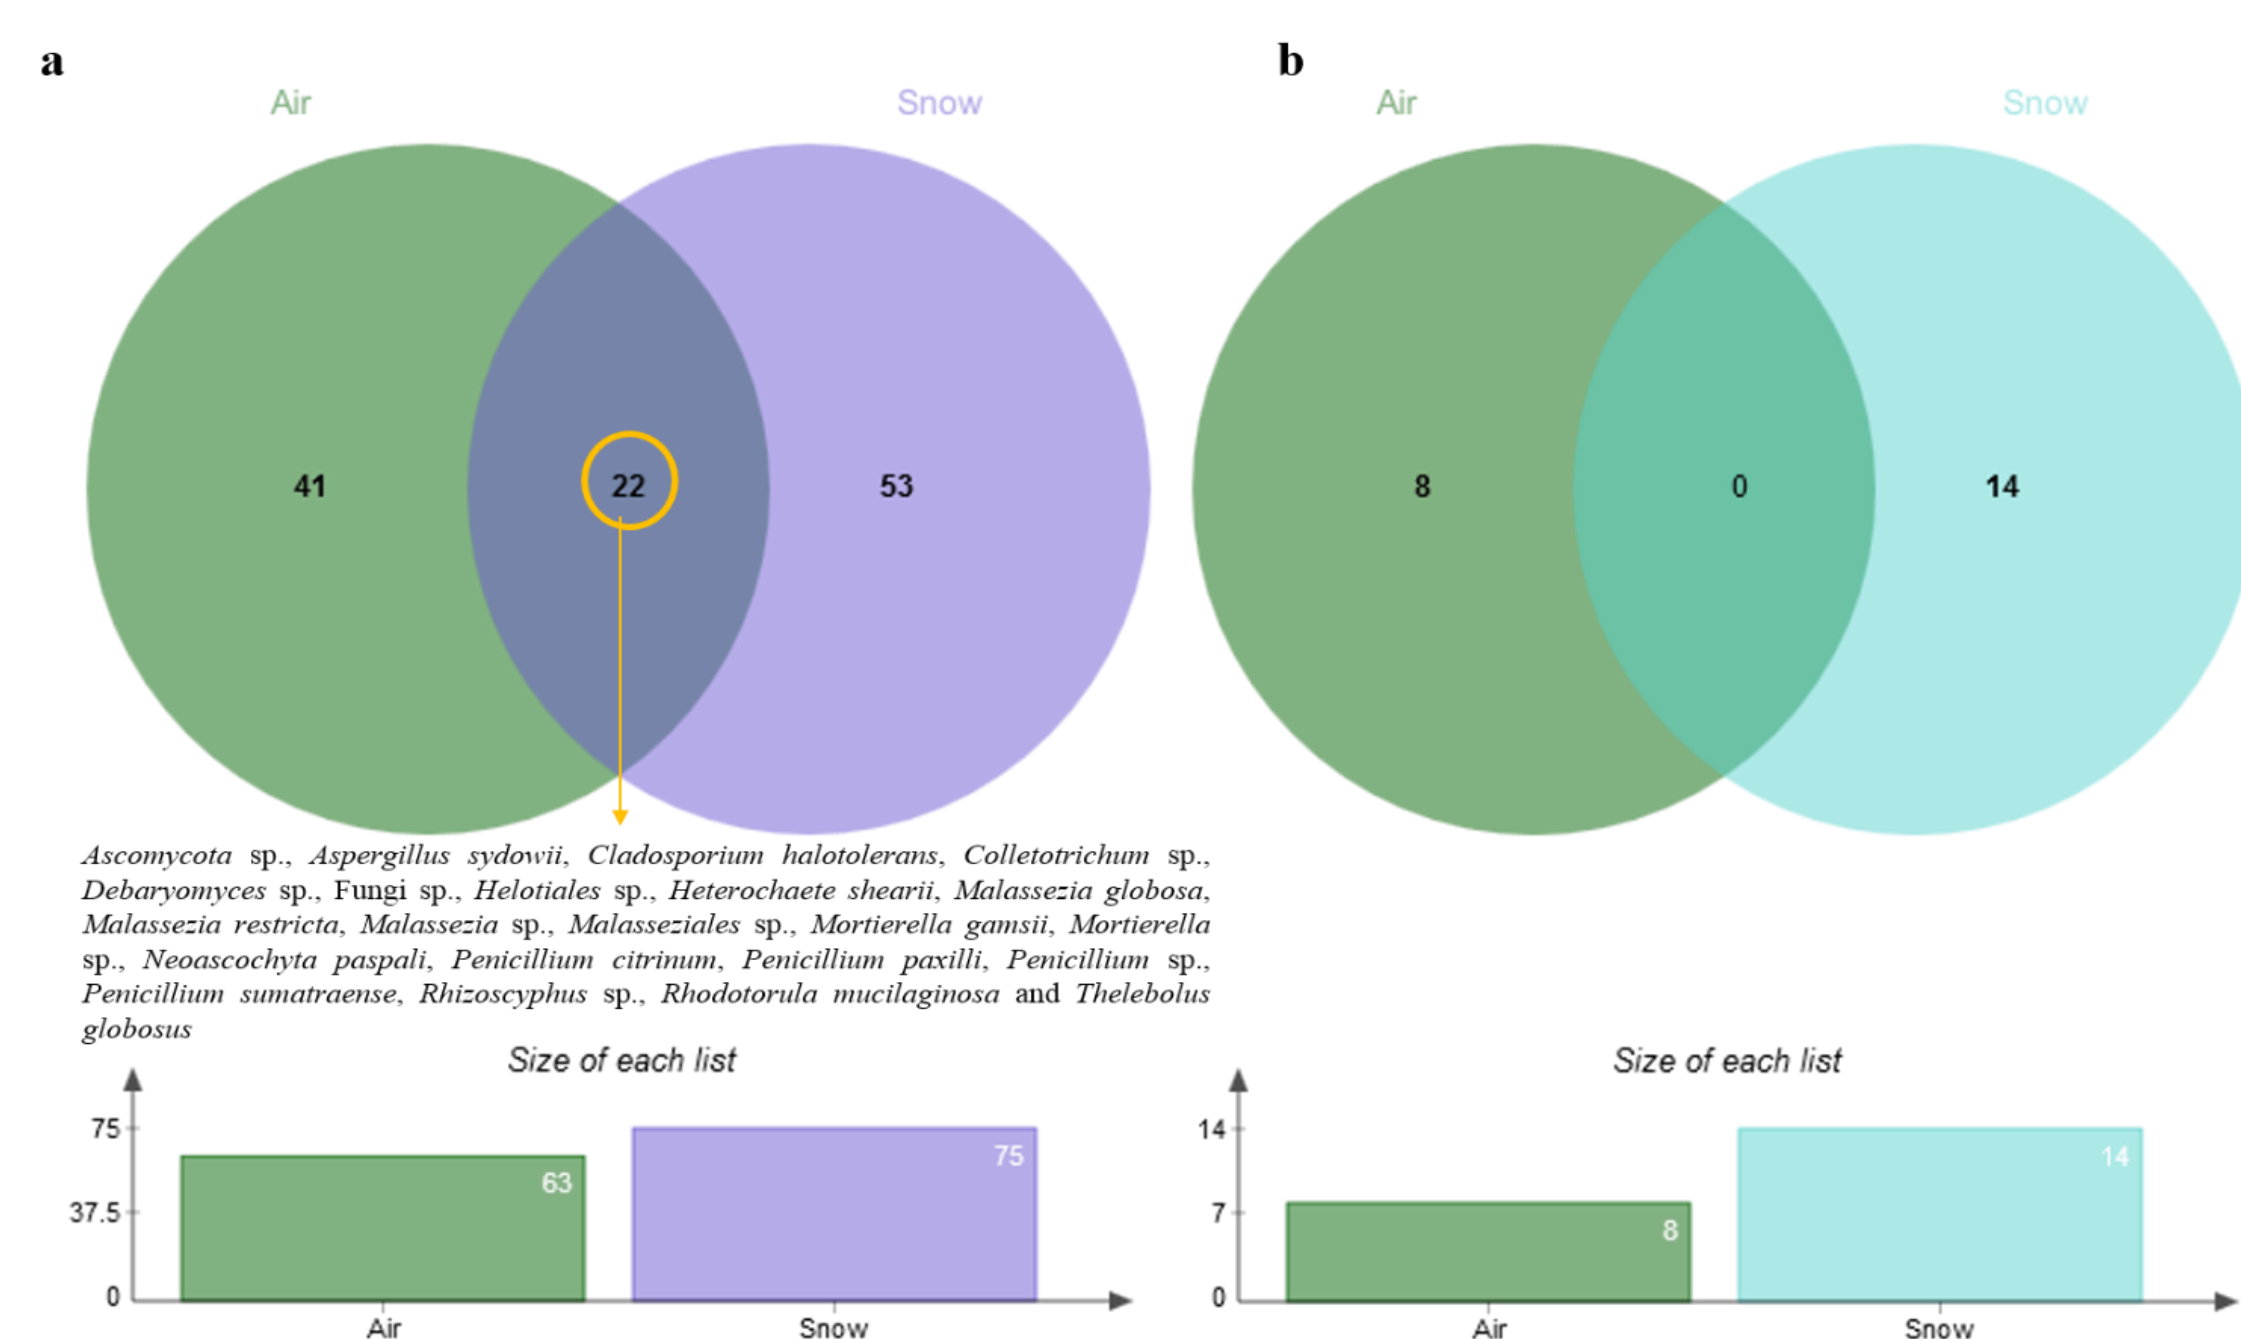 a
Air
Snow
41
22
53
Ascomycota sp., Aspergillus sydowii, Cladosporium halotolerans, Colletotrichum sp.,
Debaryomyces sp., Fungi sp., Helotiales sp., Heterochaete shearii, Malassezia globosa,
Malassezia restricta, Malassezia sp., Malasseziales sp., Mortierella gamsii, Mortierella
sp., Neoascochyta paspali, Penicillium citrinum, Penicillium paxilli, Penicillium sp.,
Penicillium sumatraense, Rhizoscyphus sp., Rhodotorula mucilaginosa and Thelebolus
globosus
Size of each list
75
37.5
0
63
75
Air
Snow
b
Air
Snow
8
0
14
Size of each list
14
7
0
8
14
Air
Snow